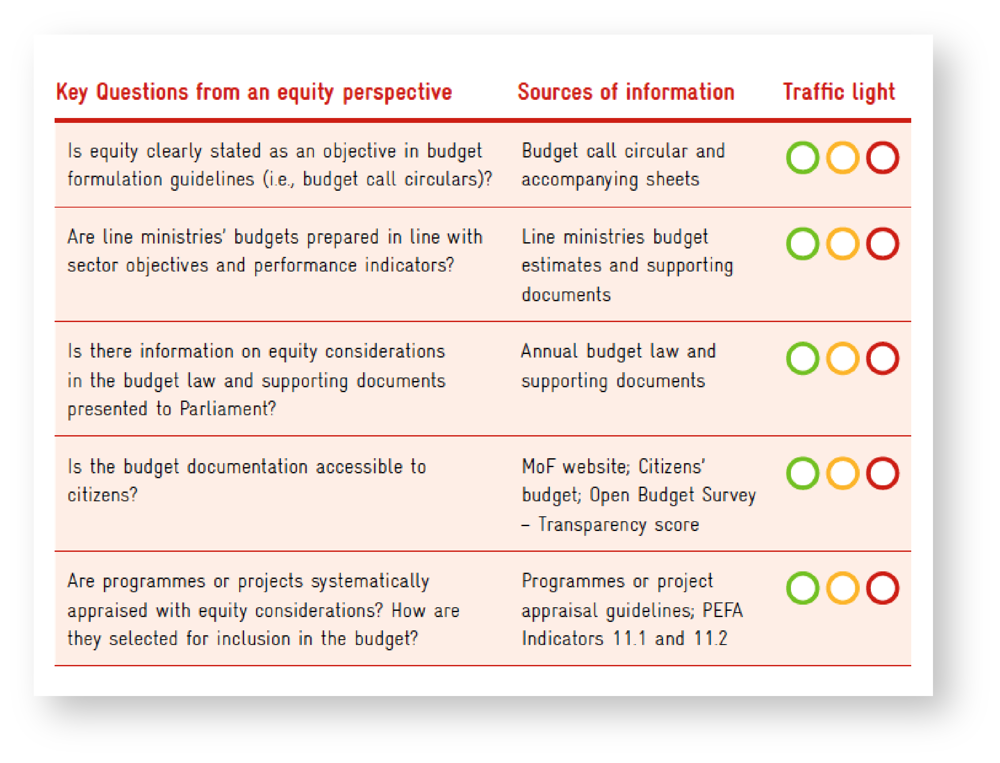 Key Questions from an equity perspective
Sources of information
Traffic light
Is equity clearly stated as an objective in budget
formulation guidelines (i.e., budget call circulars)?
Budget call circular and
accompanying sheets
Are line ministries’ budgets prepared in line with
sector objectives and performance indicators?
Line ministries budget
estimates and supporting
documents
Is there information on equity considerations
in the budget law and supporting documents
presented to Parliament?
Annual budget law and
supporting documents
Is the budget documentation accessible to
citizens?
MoF website; Citizens’
budget; Open Budget Survey
– Transparency score
Are programmes or projects systematically
appraised with equity considerations? How are
they selected for inclusion in the budget?
Programmes or project
appraisal guidelines; PEFA
Indicators 11.1 and 11.2